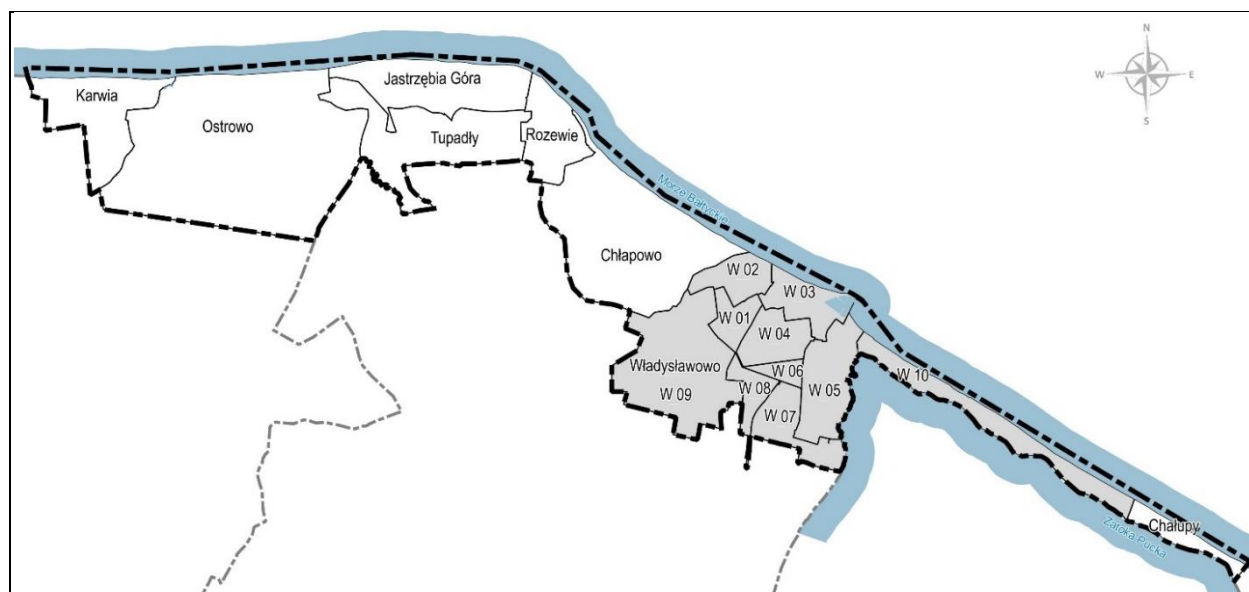 N
W
E
S
Jastrzębia Góra
Karwia
Ostrowo
Tupadły
Rozewie
Morze Bałtyckie
Chłapowo
W 02
W 03
W 01
W 04
Władysławowo
W 06
W 10
W 09
W 08
W 05
W 07
Chałupy
Zatoka Pucka